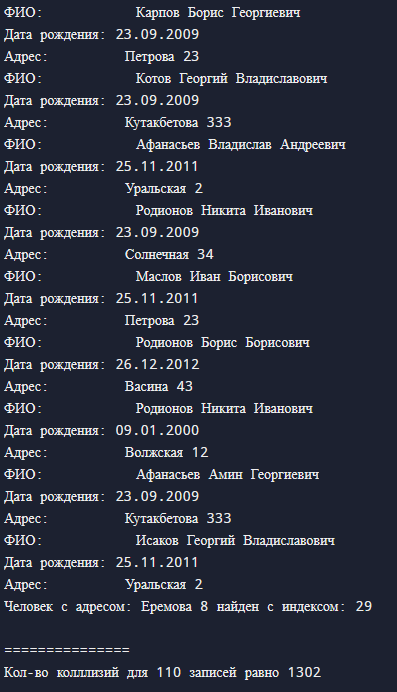 ФИО: Карпов Борис Георгиевич
Дата рождения: 23.09.2009
Адрес: Петрова 23
ФИО: Котов Георгий Владиславович
Дата рождения: 23.09.2009
Адрес: Кутакбетова 333
ФИО: Афанасьев Владислав Андреевич
Дата рождения: 25.11.2011
Адрес: Уральская 2
ФИО: Родионов Никита Иванович
Дата рождения: 23.09.2009
Адрес: Солнечная 34
ФИО: Маслов Иван Борисович
Дата рождения: 25.11.2011
Адрес: Петрова 23
ФИО: Родионов Борис Борисович
Дата рождения: 26.12.2012
Адрес: Васина 43
ФИО: Родионов Никита Иванович
Дата рождения: 09.01.2000
Адрес: Волжская 12
ФИО: Афанасьев Амин Георгиевич
Дата рождения: 23.09.2009
Адрес: Кутакбетова 333
ФИО: Исаков Георгий Владиславович
Дата рождения: 25.11.2011
Адрес: Уральская 2
Человек с адресом: Еремова 8 найден с индексом: 29
===============
Кол-во колллизий для 110 записей равно 1302